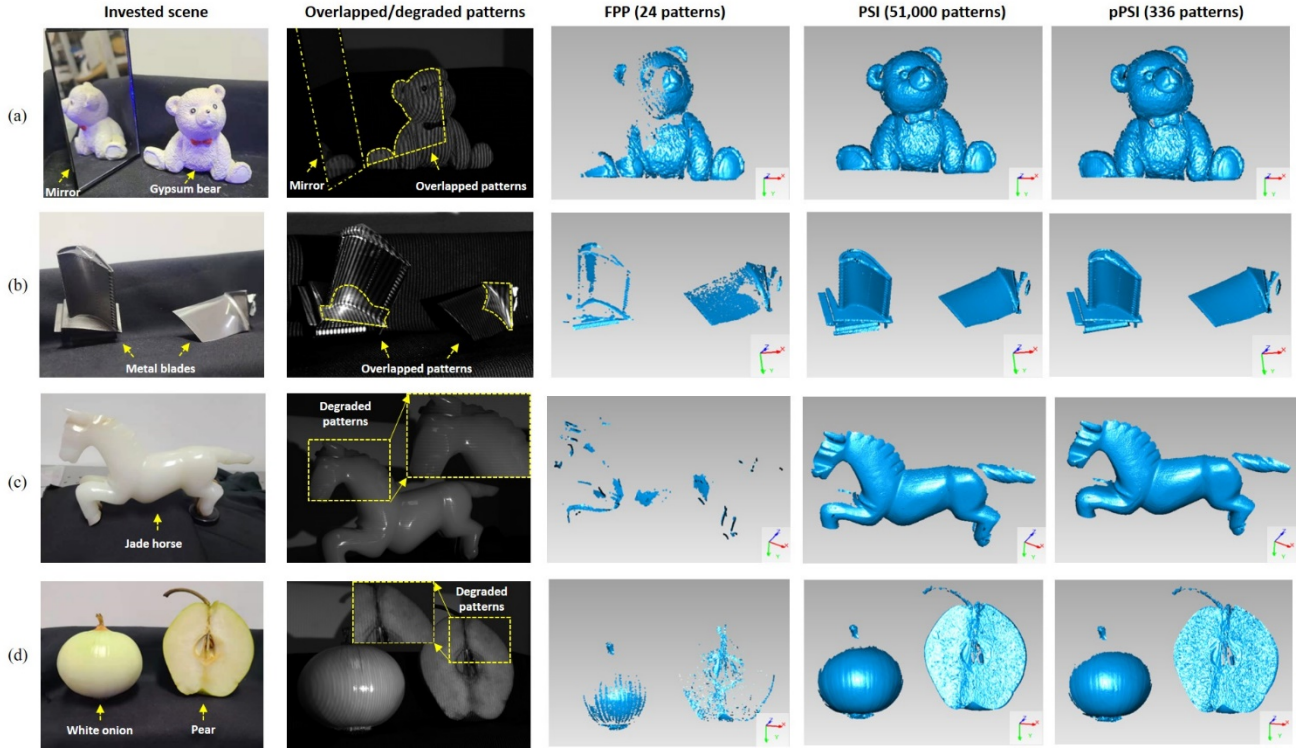 Invested scene
Overlapped/degraded patterns
FPP (24 patterns)
PSI (51,000 patterns)
pPSI (336 patterns)
(a)
Mirror
Gypsum bear
Mirror
Overlapped patterns
(b)
Metal blades
Overlapped patterns
(c)
Degraded
patterns
Jade horse
(d)
Degraded
patterns
White onion
Pear